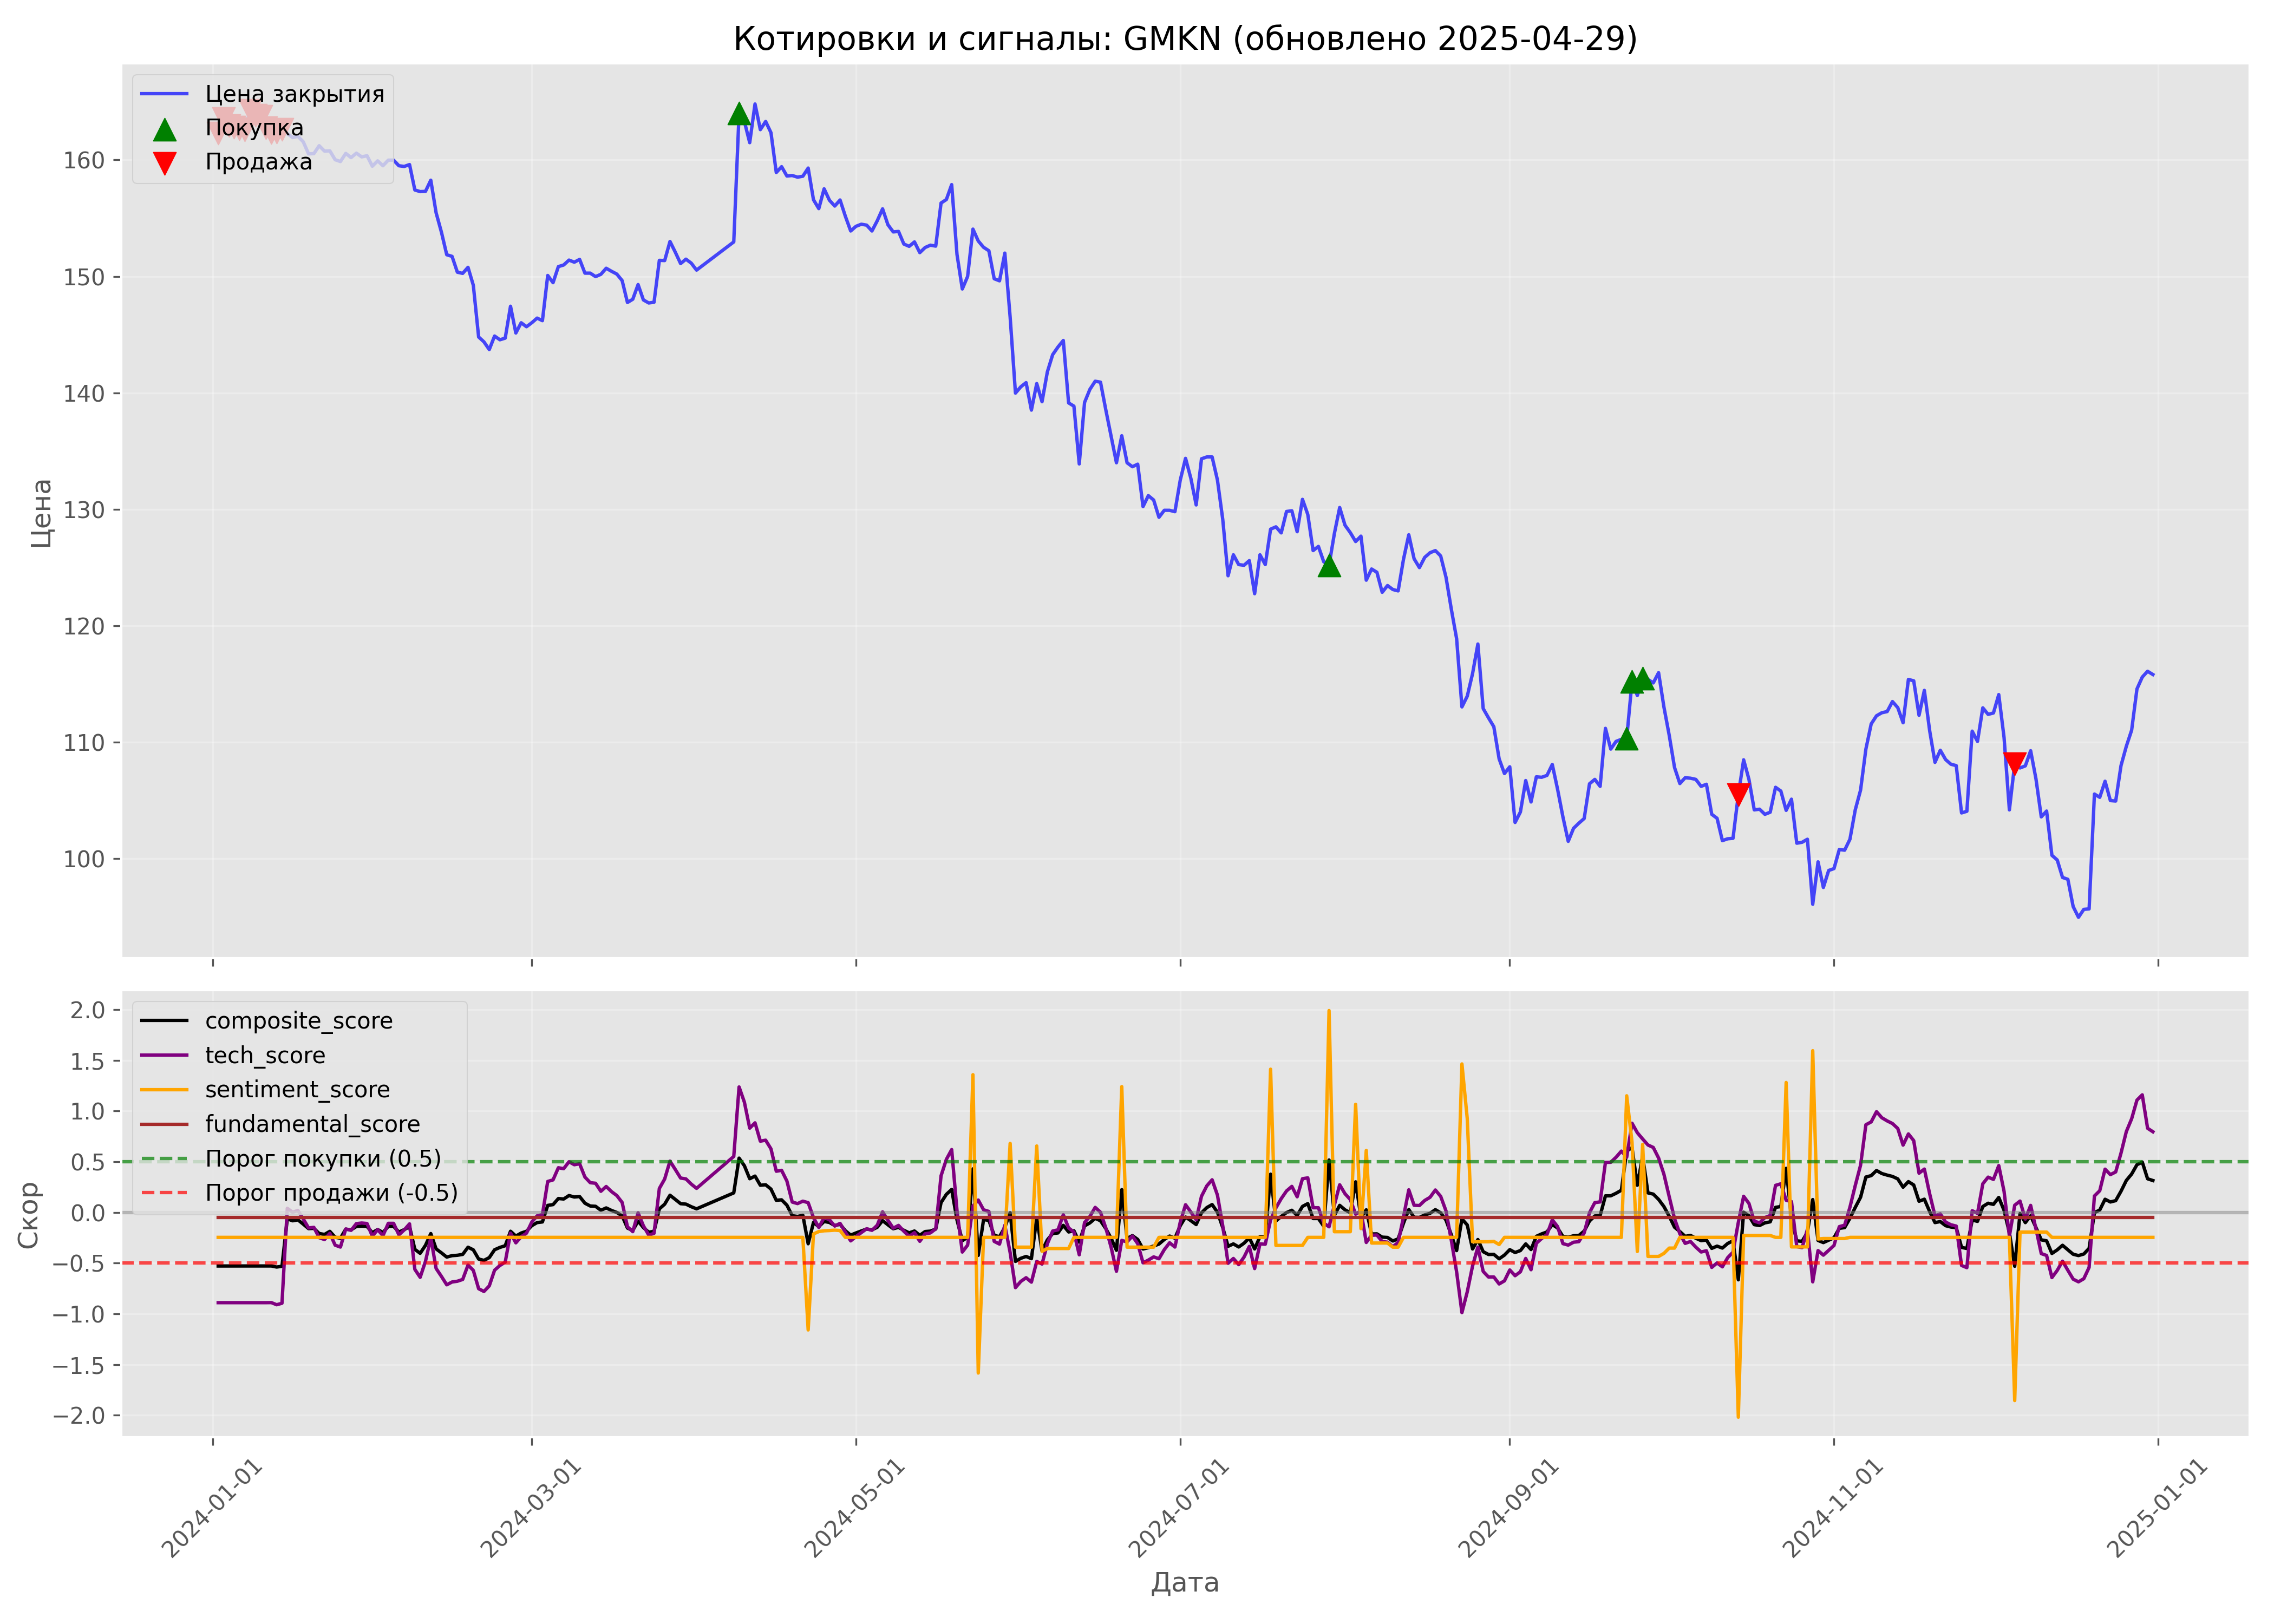 Котировки и сигналы: GMKN (обновлено 2025-04-29)
Цена закрытия
Покупка
Продажа
Цена
160
150
140
130
120
110
100
composite_score
tech_score
sentiment_score
fundamental_score
Порог покупки (0.5)
Порог продажи (-0.5)
Скор
2.0
1.5
1.0
0.5
0.0
−0.5
−1.0
−1.5
−2.0
2024-01-01
2024-03-01
2024-05-01
2024-07-01
2024-09-01
2024-11-01
2025-01-01
Дата